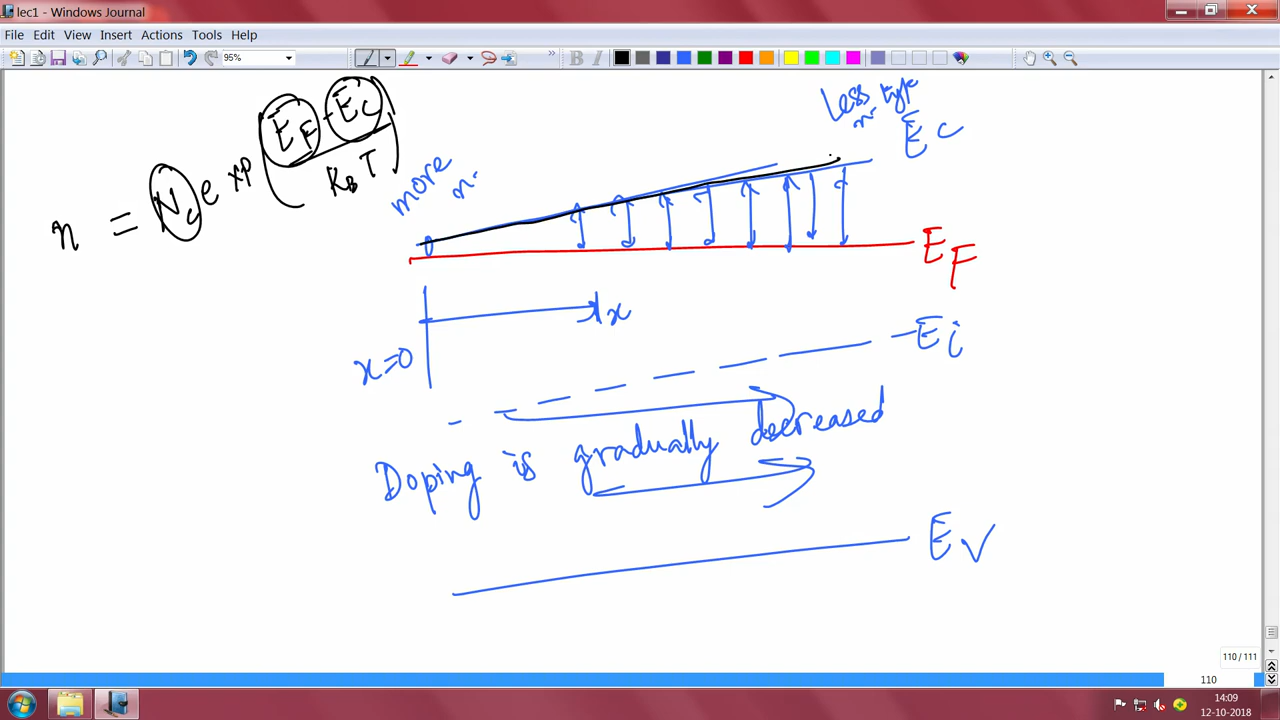 lec1 - Windows Journal
File Edit View Insert Actions Tools Help
95%
B I
n = Nc exp (EF - EC / KBT)
more n-
Less n- type
EC
EF
x
x=0
Ei
Doping is gradually decreased
EV
110 / 111
110
14:09
12-10-2018